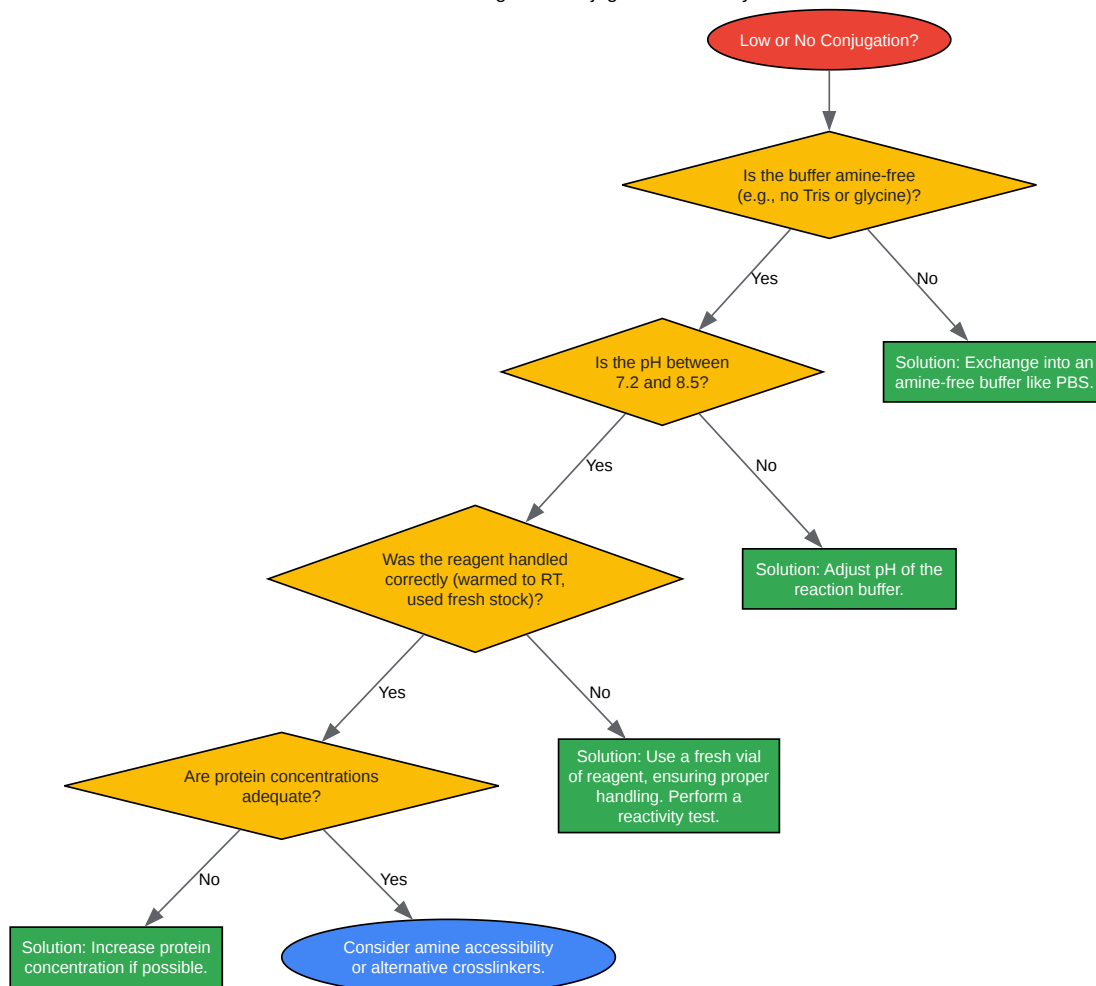 Low or No Conjugation?
Is the buffer amine-free
(e.g., no Tris or glycine)?
Yes
No
Is the pH between
7.2 and 8.5?
Solution: Exchange into an
amine-free buffer like PBS.
Yes
No
Was the reagent handled
correctly (warmed to RT,
used fresh stock)?
Solution: Adjust pH of the
reaction buffer.
Yes
No
Are protein concentrations
adequate?
Solution: Use a fresh vial
of reagent, ensuring proper
handling. Perform a
reactivity test.
No
Yes
Solution: Increase protein
concentration if possible.
Consider amine accessibility
or alternative crosslinkers.